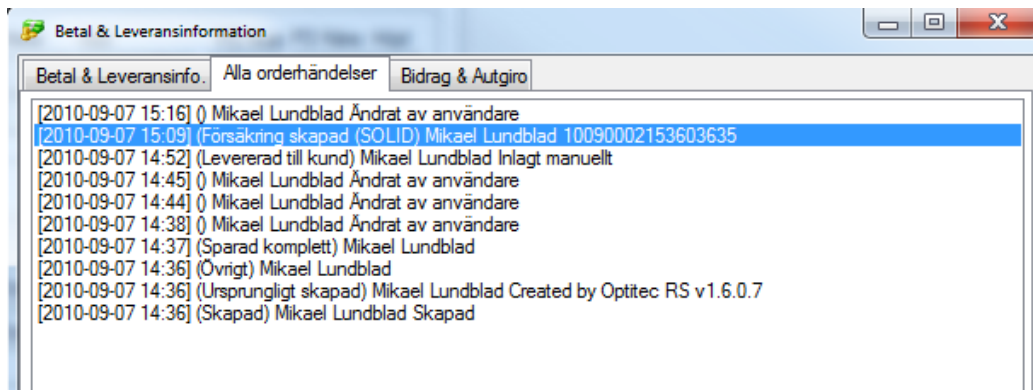 Betal & Leveransinformation
Betal & Leveransinfo. Alla orderhändelser Bidrag & Autgiro
[2010-09-07 15:16] () Mikael Lundblad Ändrat av användare
[2010-09-07 15:09] (Försäkring skapad (SOLID) Mikael Lundblad 10090002153603635
[2010-09-07 14:52] (Levererad till kund) Mikael Lundblad Inlagt manuellt
[2010-09-07 14:45] () Mikael Lundblad Ändrat av användare
[2010-09-07 14:44] () Mikael Lundblad Ändrat av användare
[2010-09-07 14:38] () Mikael Lundblad Ändrat av användare
[2010-09-07 14:37] (Sparad komplett) Mikael Lundblad
[2010-09-07 14:36] (Övrigt) Mikael Lundblad
[2010-09-07 14:36] (Ursprungligt skapad) Mikael Lundblad Created by Optitec RS v1.6.0.7
[2010-09-07 14:36] (Skapad) Mikael Lundblad Skapad